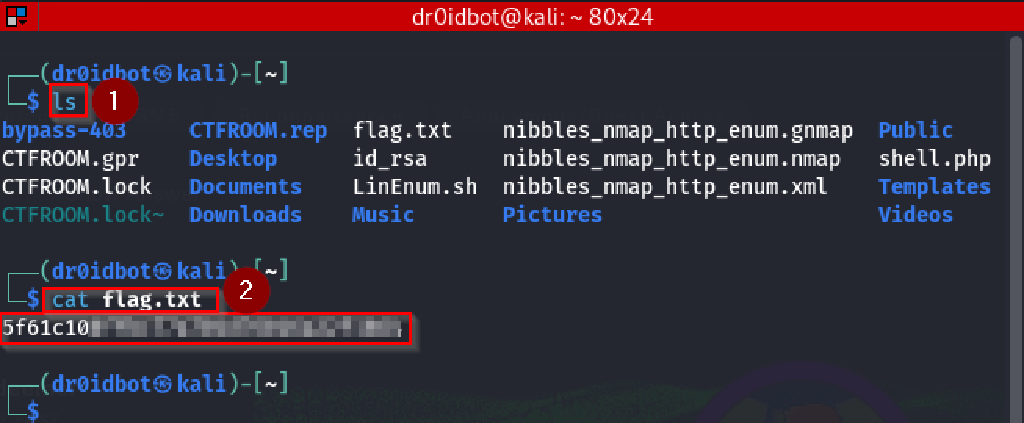 dr0idbot@kali: ~ 80x24
┌──(dr0idbot㉿kali)-[~]
└─$ ls
1
bypass-403 CTFROOM.rep flag.txt nibbles_nmap_http_enum.gnmap Public
CTFROOM.gpr Desktop id_rsa nibbles_nmap_http_enum.nmap shell.php
CTFROOM.lock Documents LinEnum.sh nibbles_nmap_http_enum.xml Templates
CTFROOM.lock~ Downloads Music Pictures Videos
┌──(dr0idbot㉿kali)-[~]
└─$ cat flag.txt
2
5f61c10
┌──(dr0idbot㉿kali)-[~]
└─$